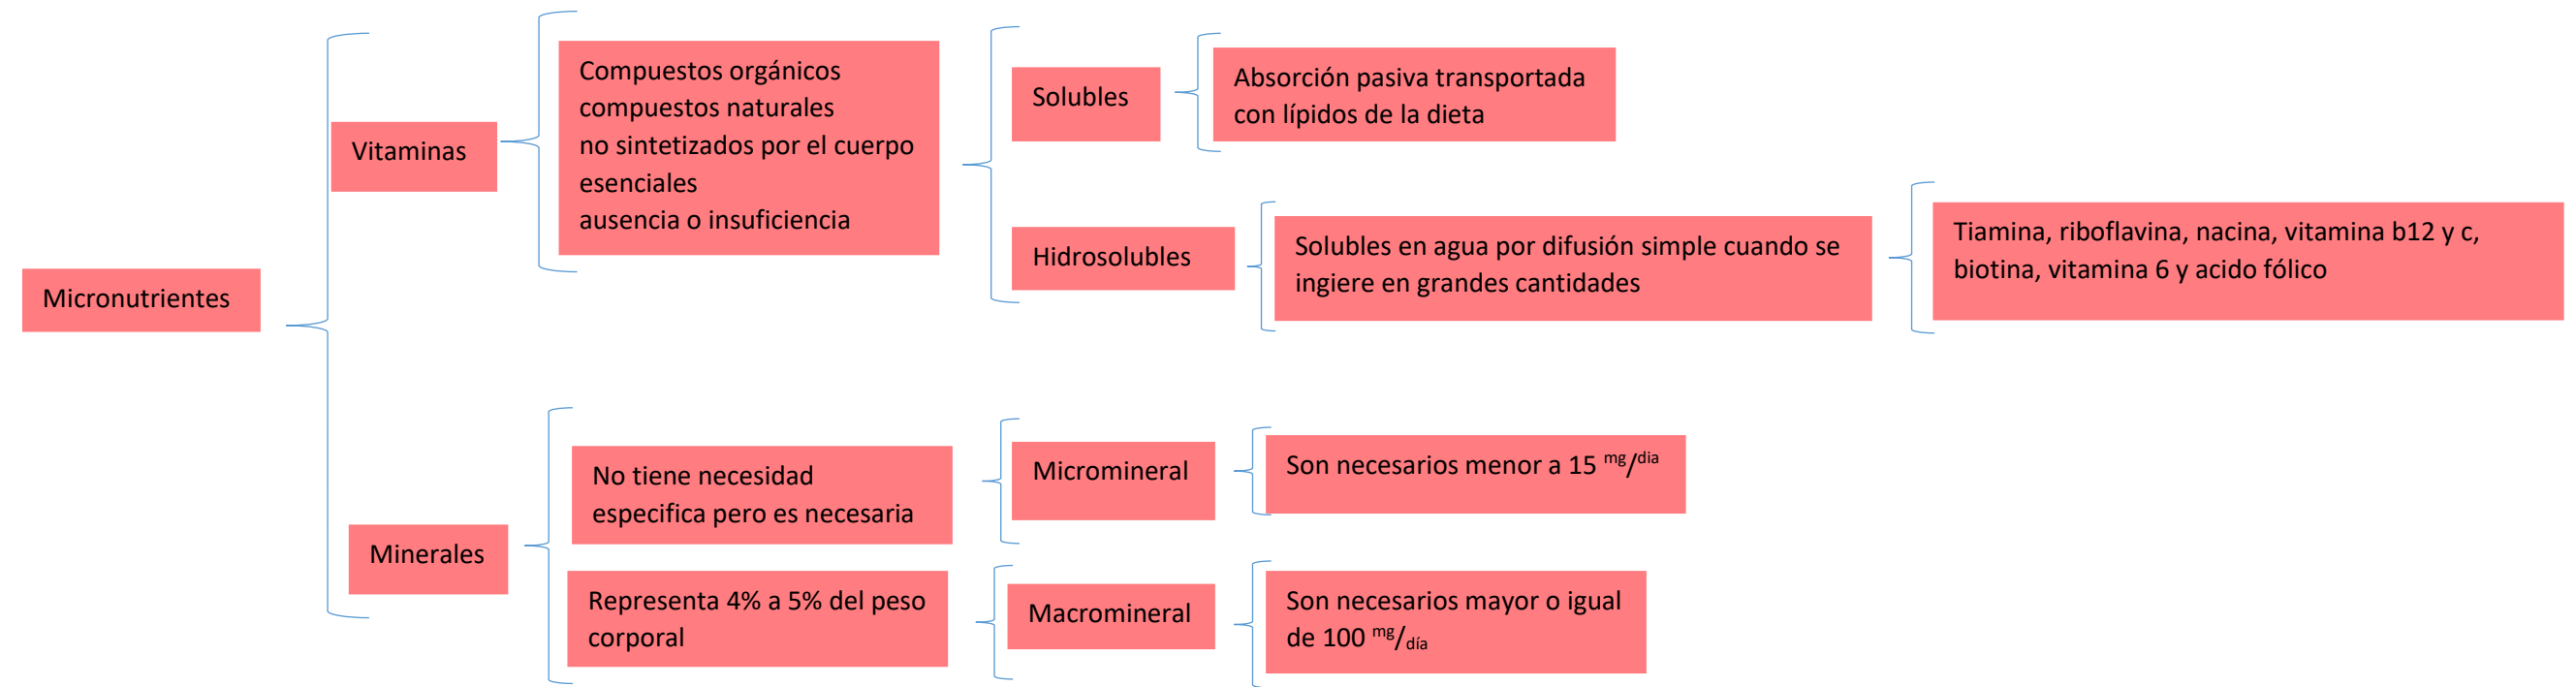 Micronutrientes
Vitaminas
Compuestos orgánicos
compuestos naturales
no sintetizados por el cuerpo
esenciales
ausencia o insuficiencia
Solubles
Absorción pasiva transportada
con lípidos de la dieta
Hidrosolubles
Solubles en agua por difusión simple cuando se
ingiere en grandes cantidades
Tiamina, riboflavina, nacina, vitamina b12 y c,
biotina, vitamina 6 y acido fólico
Minerales
No tiene necesidad
especifica pero es necesaria
Micromineral
Son necesarios menor a 15 mg/dia
Representa 4% a 5% del peso
corporal
Macromineral
Son necesarios mayor o igual
de 100 mg/día